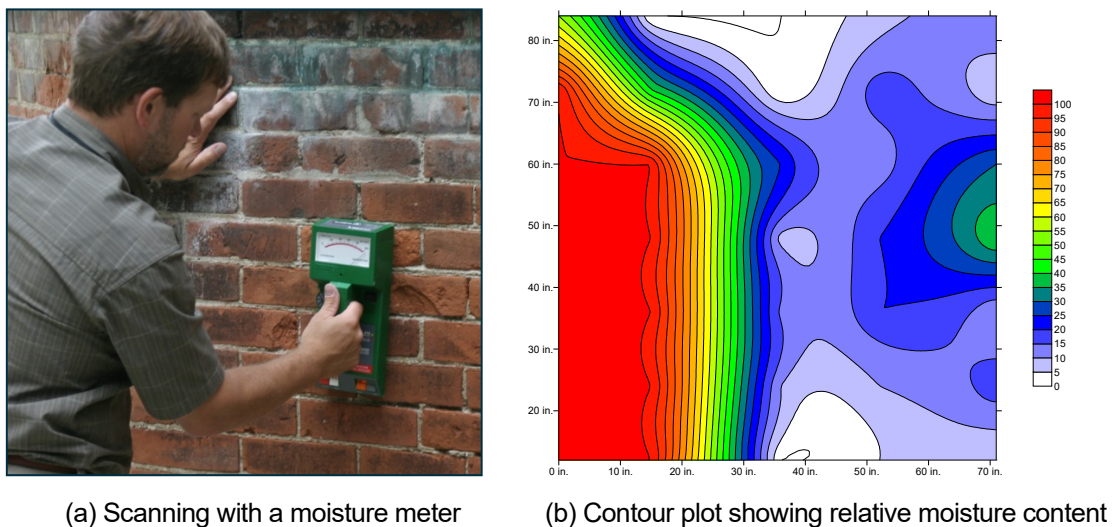 80 in.
70 in.
60 in.
50 in.
40 in.
30 in.
20 in.
0 in. 10 in. 20 in. 30 in. 40 in. 50 in. 60 in. 70 in.
100
95
90
85
80
75
70
65
60
55
50
45
40
35
30
25
20
15
10
5
0
(a) Scanning with a moisture meter
(b) Contour plot showing relative moisture content